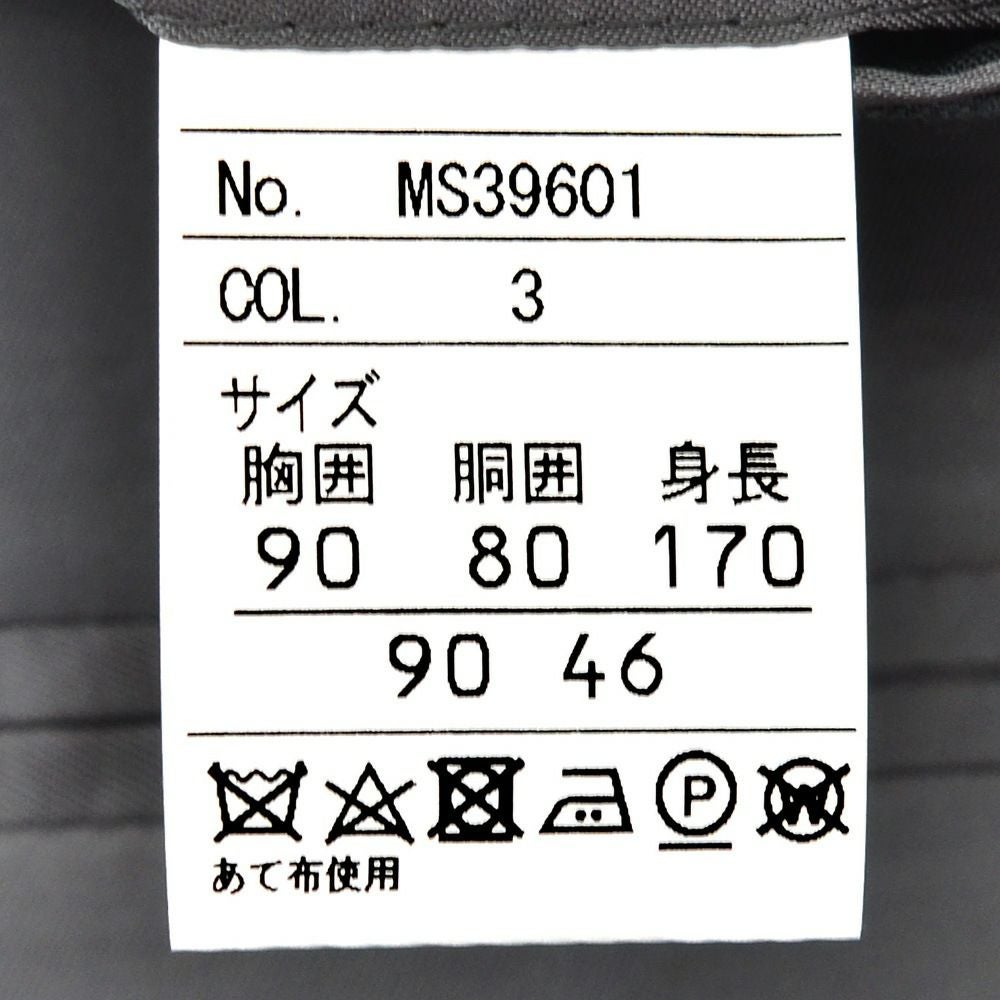 No. MS39601
COL. 3
サイズ
胸囲 胴囲 身長
90 80 170
90 46
P W
あて布使用